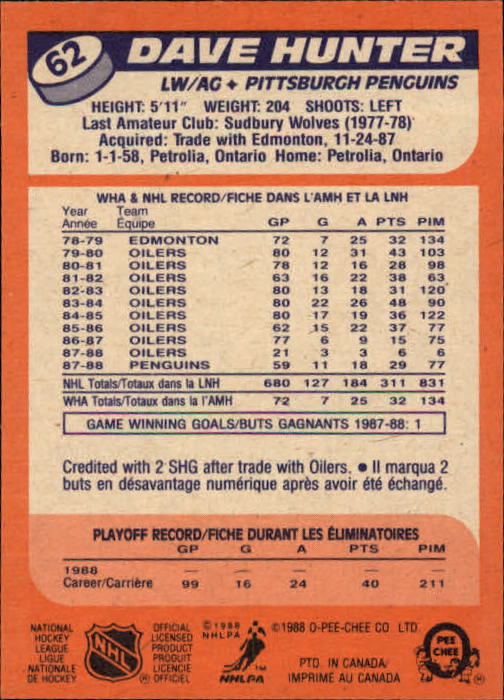 62
DAVE HUNTER
LW/AG ✦ PITTSBURGH PENGUINS
HEIGHT: 5'11" WEIGHT: 204 SHOOTS: LEFT
Last Amateur Club: Sudbury Wolves (1977-78)
Acquired: Trade with Edmonton, 11-24-87
Born: 1-1-58, Petrolia, Ontario Home: Petrolia, Ontario
WHA & NHL RECORD/FICHE DANS L'AMH ET LA LNH
Year Team
Année Équipe GP G A PTS PIM
78-79 EDMONTON 72 7 25 32 134
79-80 OILERS 80 12 31 43 103
80-81 OILERS 78 12 16 28 98
81-82 OILERS 63 16 22 38 63
82-83 OILERS 80 13 18 31 120
83-84 OILERS 80 22 26 48 90
84-85 OILERS 80 17 19 36 122
85-86 OILERS 62 15 22 37 77
86-87 OILERS 77 6 9 15 75
87-88 OILERS 21 3 3 6 6
87-88 PENGUINS 59 11 18 29 77
NHL Totals/Totaux dans la LNH 680 127 184 311 831
WHA Totals/Totaux dans la l'AMH 72 7 25 32 134
GAME WINNING GOALS/BUTS GAGNANTS 1987-88: 1
Credited with 2 SHG after trade with Oilers. ● Il marqua 2
buts en désavantage numérique après avoir été échangé.
PLAYOFF RECORD/FICHE DURANT LES ÉLIMINATOIRES
GP G A PTS PIM
1988 — — — — —
Career/Carrière 99 16 24 40 211
NATIONAL
HOCKEY
LEAGUE
LIGUE
NATIONALE
DE HOCKEY
NHL
®
OFFICIAL
LICENSED
PRODUCT
PRODUIT
LICENCIE
OFFICIEL
© 1988
NHLPA
NHLPA
™
© 1988 O-PEE-CHEE CO LTD.
PTD. IN CANADA/
IMPRIMÉ AU CANADA
O
PEE
CHEE